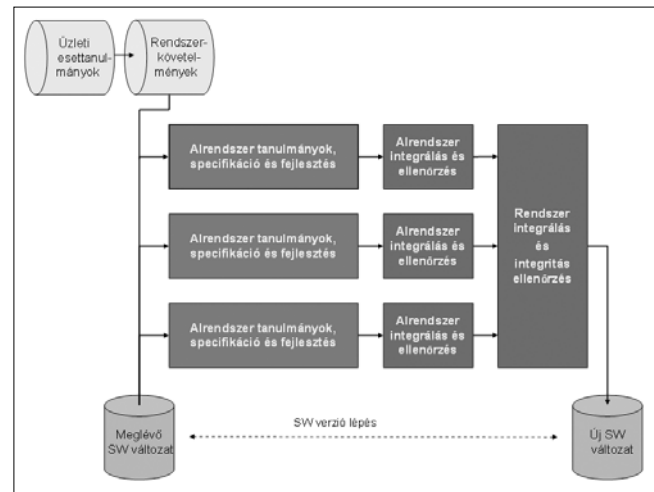 Üzleti
esettanul-
mányok
Rendszer-
követel-
mények
Alrendszer tanulmányok,
specifikáció és fejlesztés
Alrendszer
integrálás és
ellenőrzés
Alrendszer tanulmányok,
specifikáció és fejlesztés
Alrendszer
integrálás és
ellenőrzés
Alrendszer tanulmányok,
specifikáció és fejlesztés
Alrendszer
integrálás és
ellenőrzés
Rendszer
integrálás
és
integritás
ellenőrzés
Meglévő
SW változat
SW verzió lépés
Új SW
változat